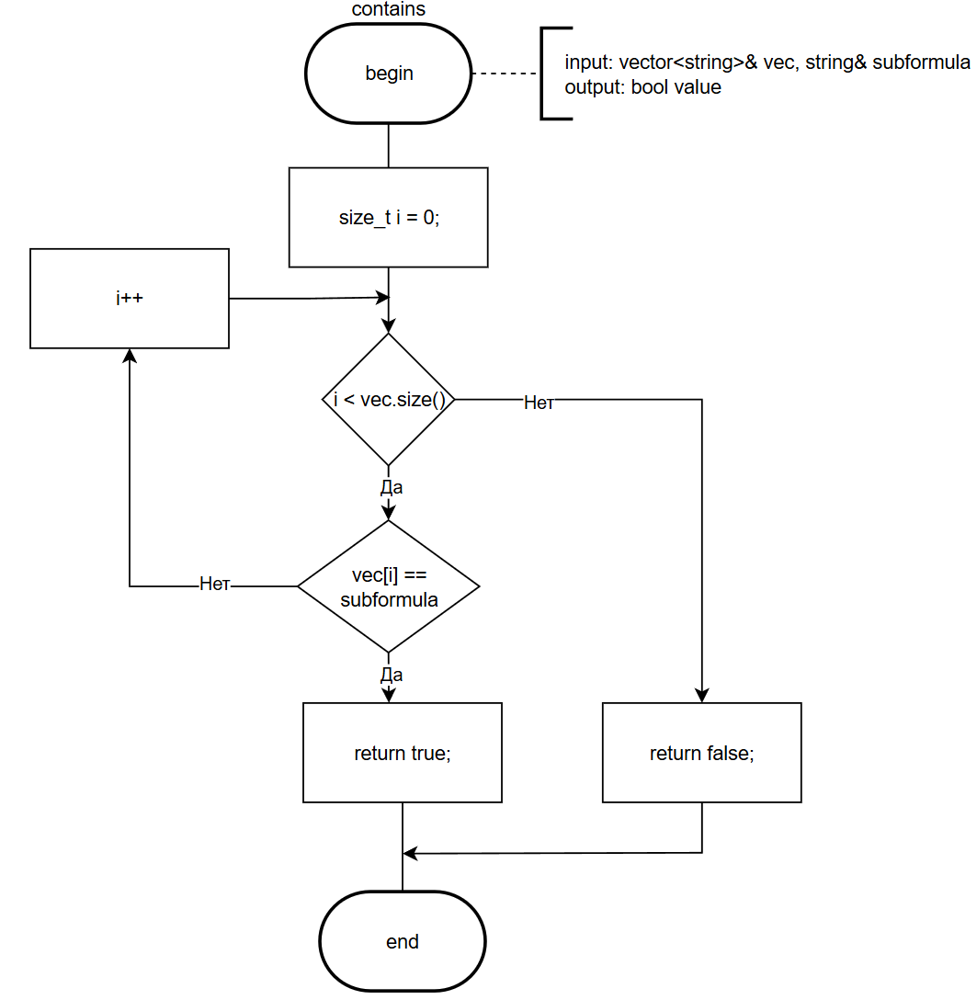 contains
begin
input: vector<string>& vec, string& subformula
output: bool value
size_t i = 0;
i++
i < vec.size()
Нет
Да
vec[i] ==
subformula
Нет
Да
return true;
return false;
end